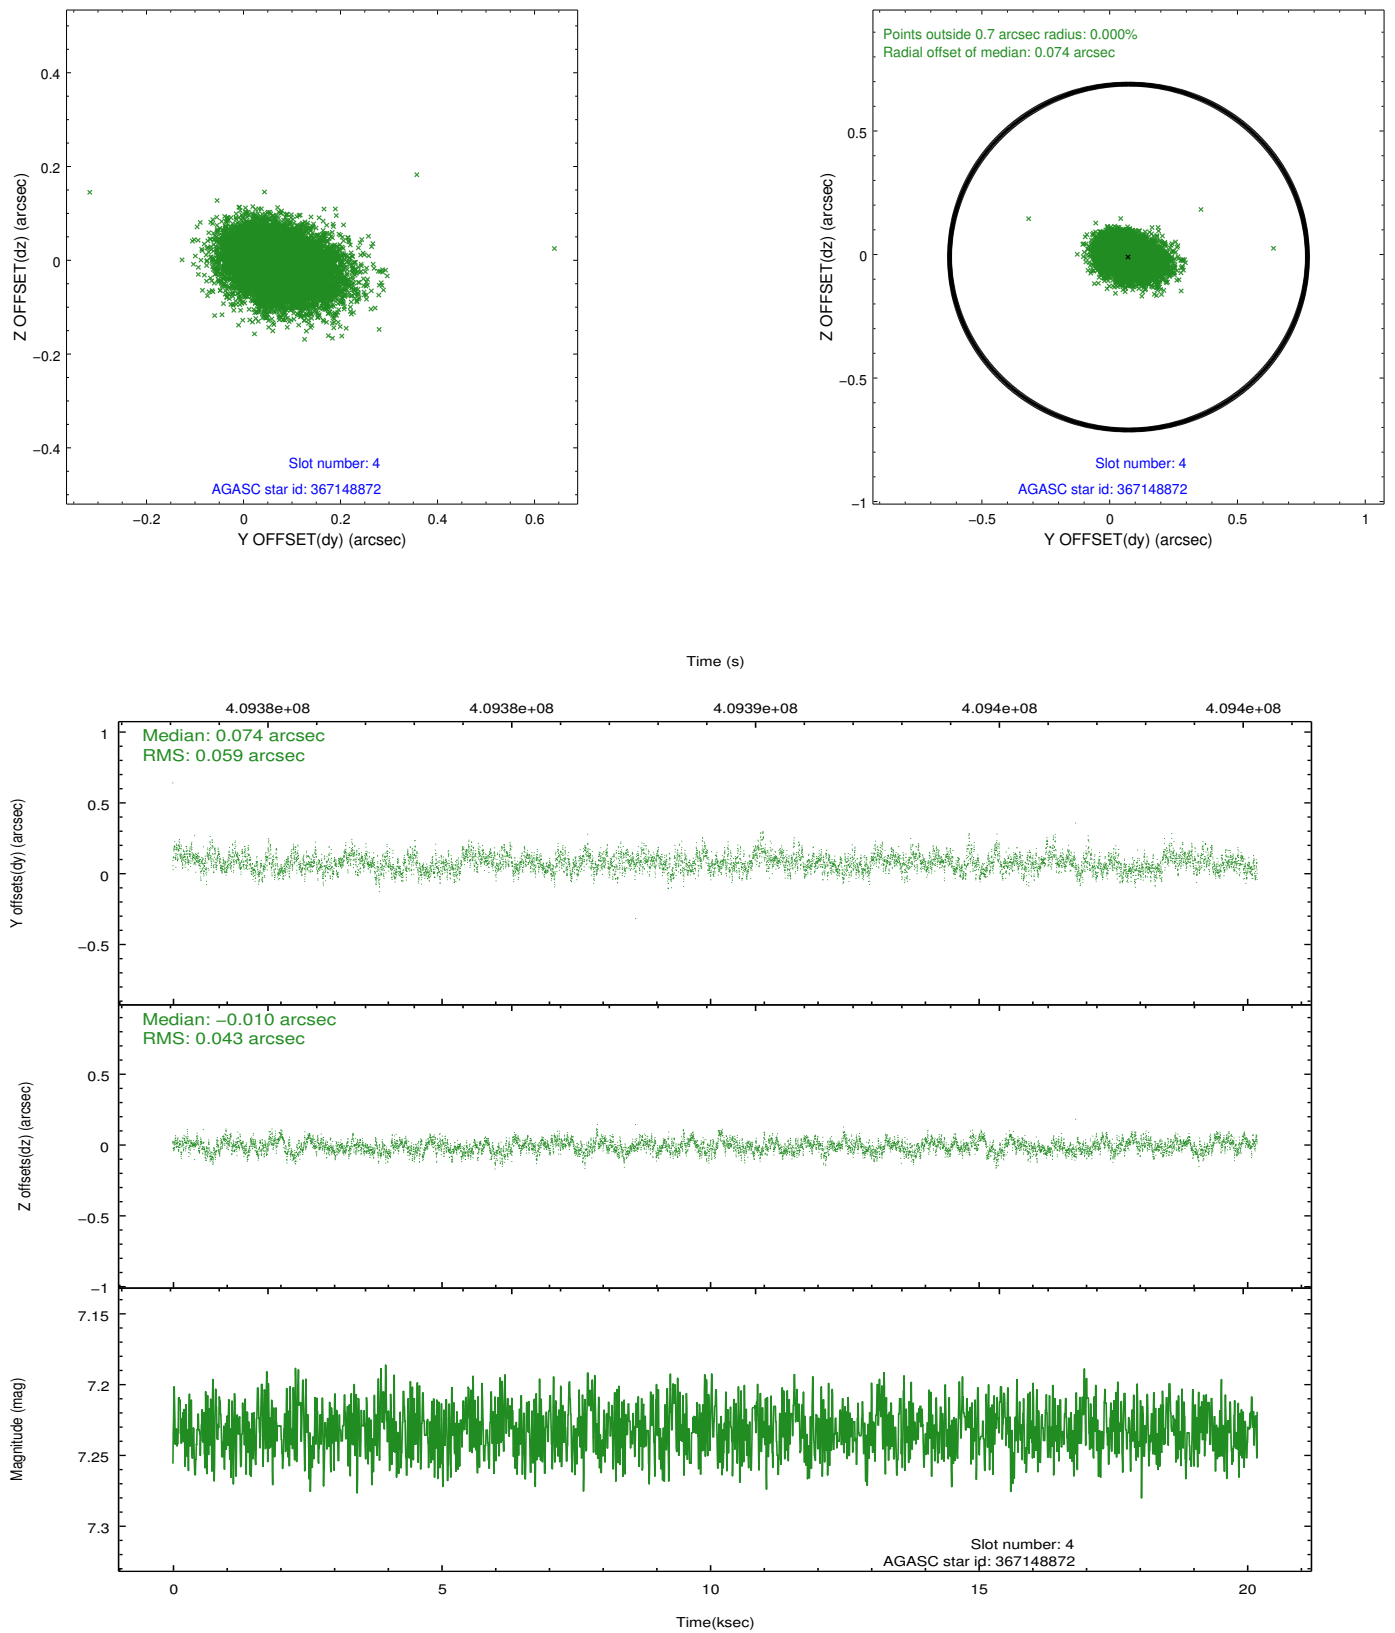 0.4
0.2
0
−0.2
−0.4
Z OFFSET(dz) (arcsec)
Slot number: 4
AGASC star id: 367148872
−0.2 0 0.2 0.4 0.6
Y OFFSET(dy) (arcsec)
Points outside 0.7 arcsec radius: 0.000%
Radial offset of median: 0.074 arcsec
0.5
0
−0.5
−1
Z OFFSET(dz) (arcsec)
Slot number: 4
AGASC star id: 367148872
−0.5 0 0.5 1
Y OFFSET(dy) (arcsec)
Time (s)
4.0938e+08 4.0938e+08 4.0939e+08 4.094e+08 4.094e+08
Median: 0.074 arcsec
RMS: 0.059 arcsec
1
0.5
0
−0.5
Y offsets(dy) (arcsec)
Median: −0.010 arcsec
RMS: 0.043 arcsec
0.5
0
−0.5
−1
Z offsets(dz) (arcsec)
7.15
7.2
7.25
7.3
Magnitude (mag)
Slot number: 4
AGASC star id: 367148872
0 5 10 15 20
Time(ksec)